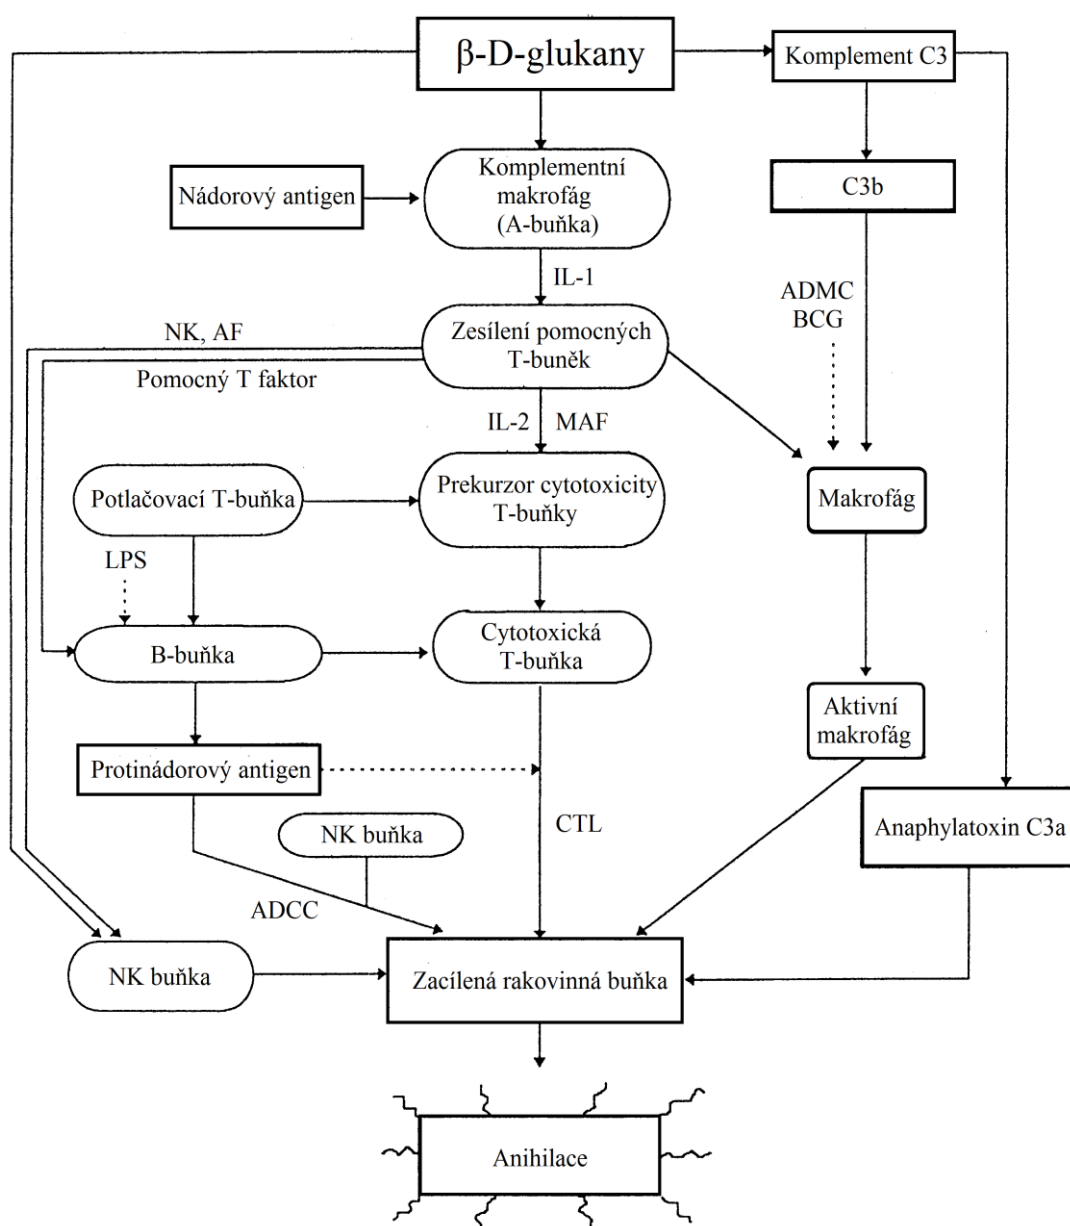 β-D-glukany
Komplement C3
Komplementní
makrofág
(A-buňka)
Nádorový antigen
C3b
IL-1
ADMC
BCG
NK, AF
Zesílení pomocných
T-buněk
Pomocný T faktor
IL-2
MAF
Potlačovací T-buňka
Prekurzor cytotoxicity
T-buňky
Makrofág
LPS
B-buňka
Cytotoxická
T-buňka
Aktivní
makrofág
Protinádorový antigen
NK buňka
CTL
Anaphylatoxin C3a
ADCC
NK buňka
Zacílená rakovinná buňka
Anihilace